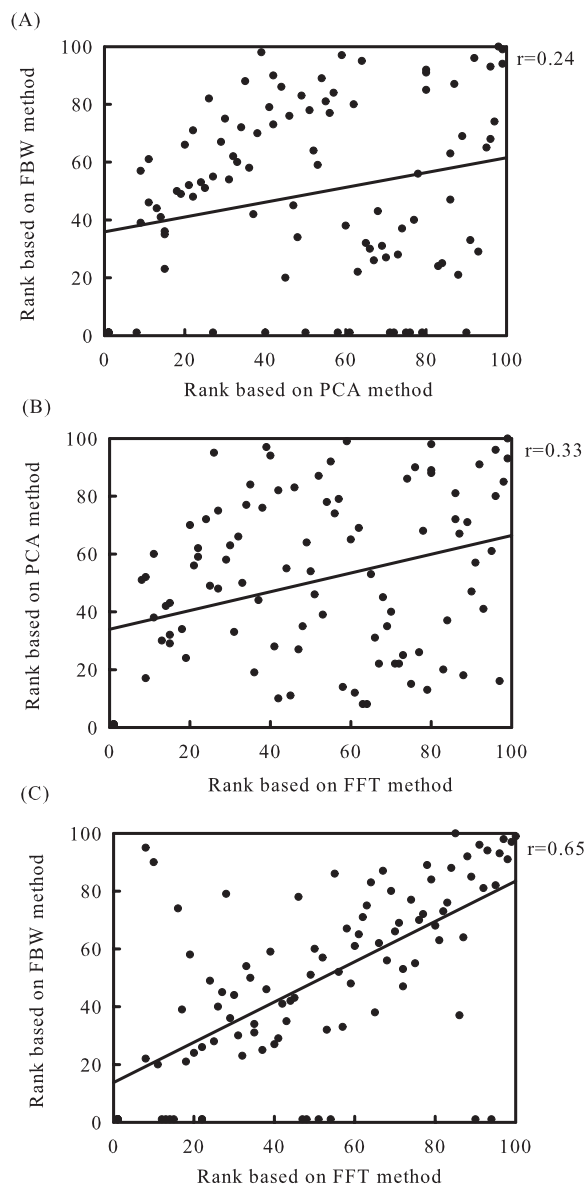 (A)
100
80
60
40
20
0
0 20 40 60 80 100
Rank based on FBW method
Rank based on PCA method
r=0.24
(B)
100
80
60
40
20
0
0 20 40 60 80 100
Rank based on PCA method
Rank based on FFT method
r=0.33
(C)
100
80
60
40
20
0
0 20 40 60 80 100
Rank based on FBW method
Rank based on FFT method
r=0.65